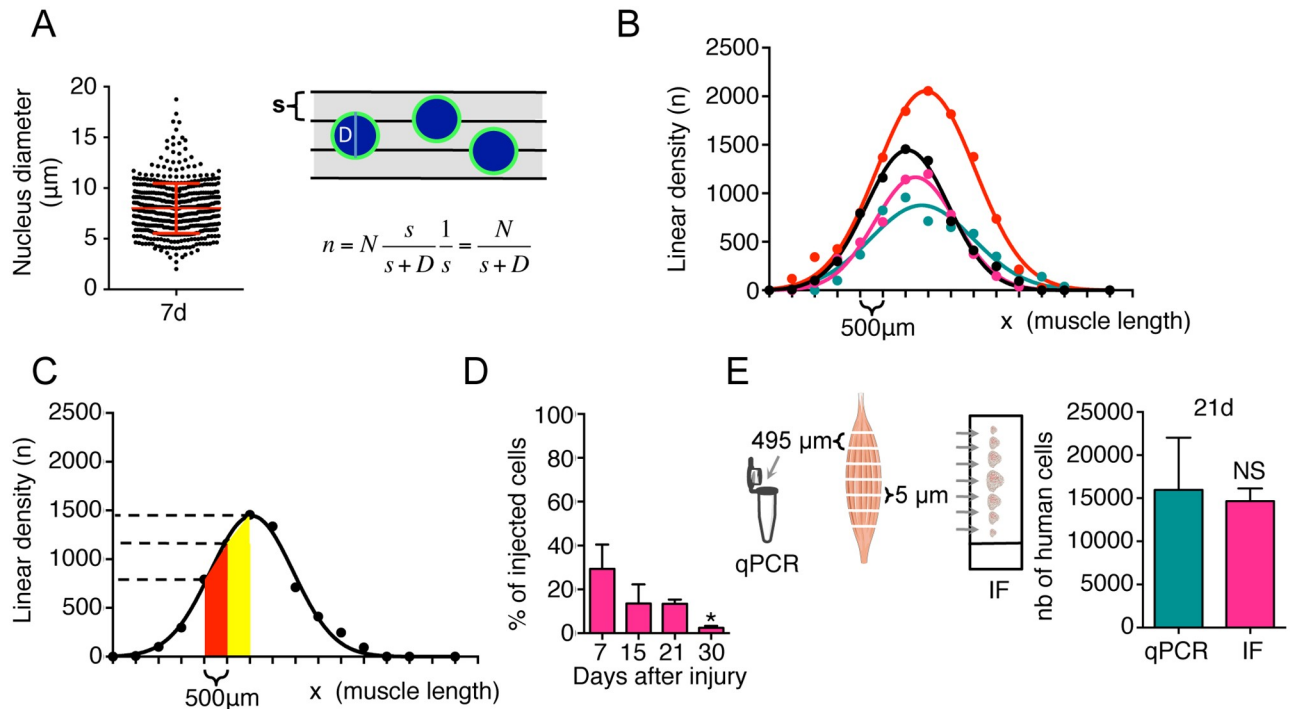 A
Nucleus diameter
(μm)
20
15
10
5
0
7d
s
D
n = N s/(s+D) 1/s = N/(s+D)
B
Linear density (n)
2500
2000
1500
1000
500
0
500μm
x (muscle length)
C
Linear density (n)
2500
2000
1500
1000
500
0
500μm
x (muscle length)
D
% of injected cells
100
80
60
40
20
0
*
7 15 21 30
Days after injury
E
495 μm
5 μm
qPCR
IF
nb of human cells
25000
20000
15000
10000
5000
0
21d
NS
qPCR IF